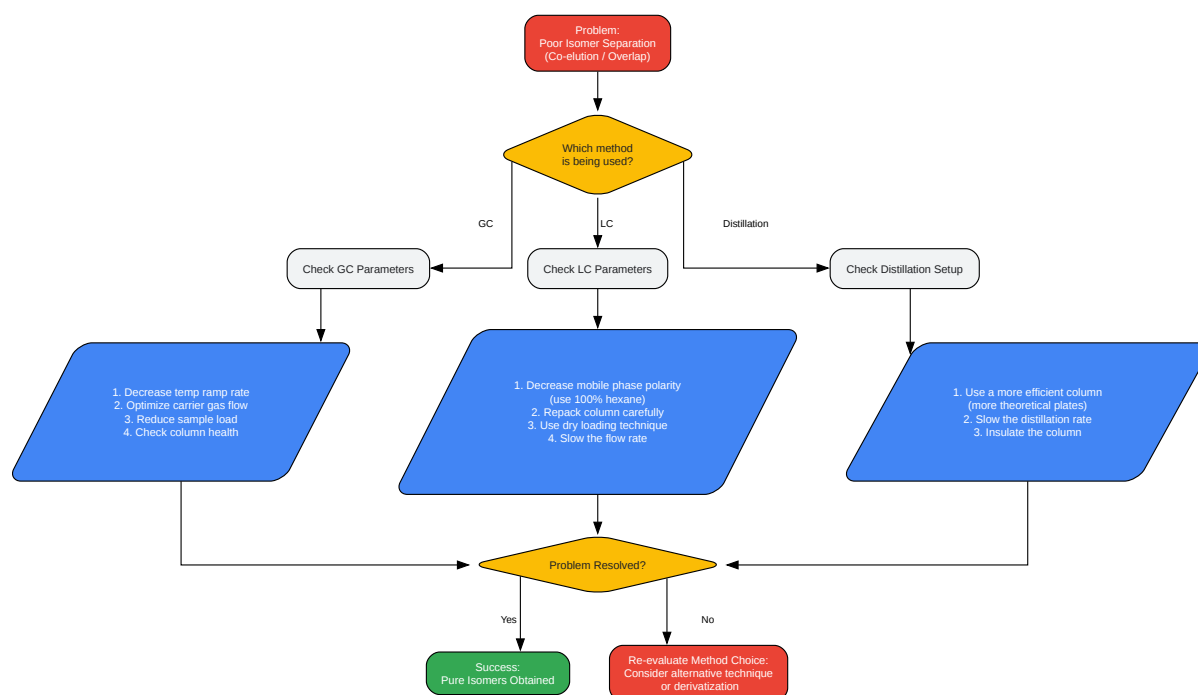 Problem:
Poor Isomer Separation
(Co-elution / Overlap)
Which method
is being used?
GC
LC
Distillation
Check GC Parameters
Check LC Parameters
Check Distillation Setup
1. Decrease temp ramp rate
2. Optimize carrier gas flow
3. Reduce sample load
4. Check column health
1. Decrease mobile phase polarity
(use 100% hexane)
2. Repack column carefully
3. Use dry loading technique
4. Slow the flow rate
1. Use a more efficient column
(more theoretical plates)
2. Slow the distillation rate
3. Insulate the column
Problem Resolved?
Yes
No
Success:
Pure Isomers Obtained
Re-evaluate Method Choice:
Consider alternative technique
or derivatization